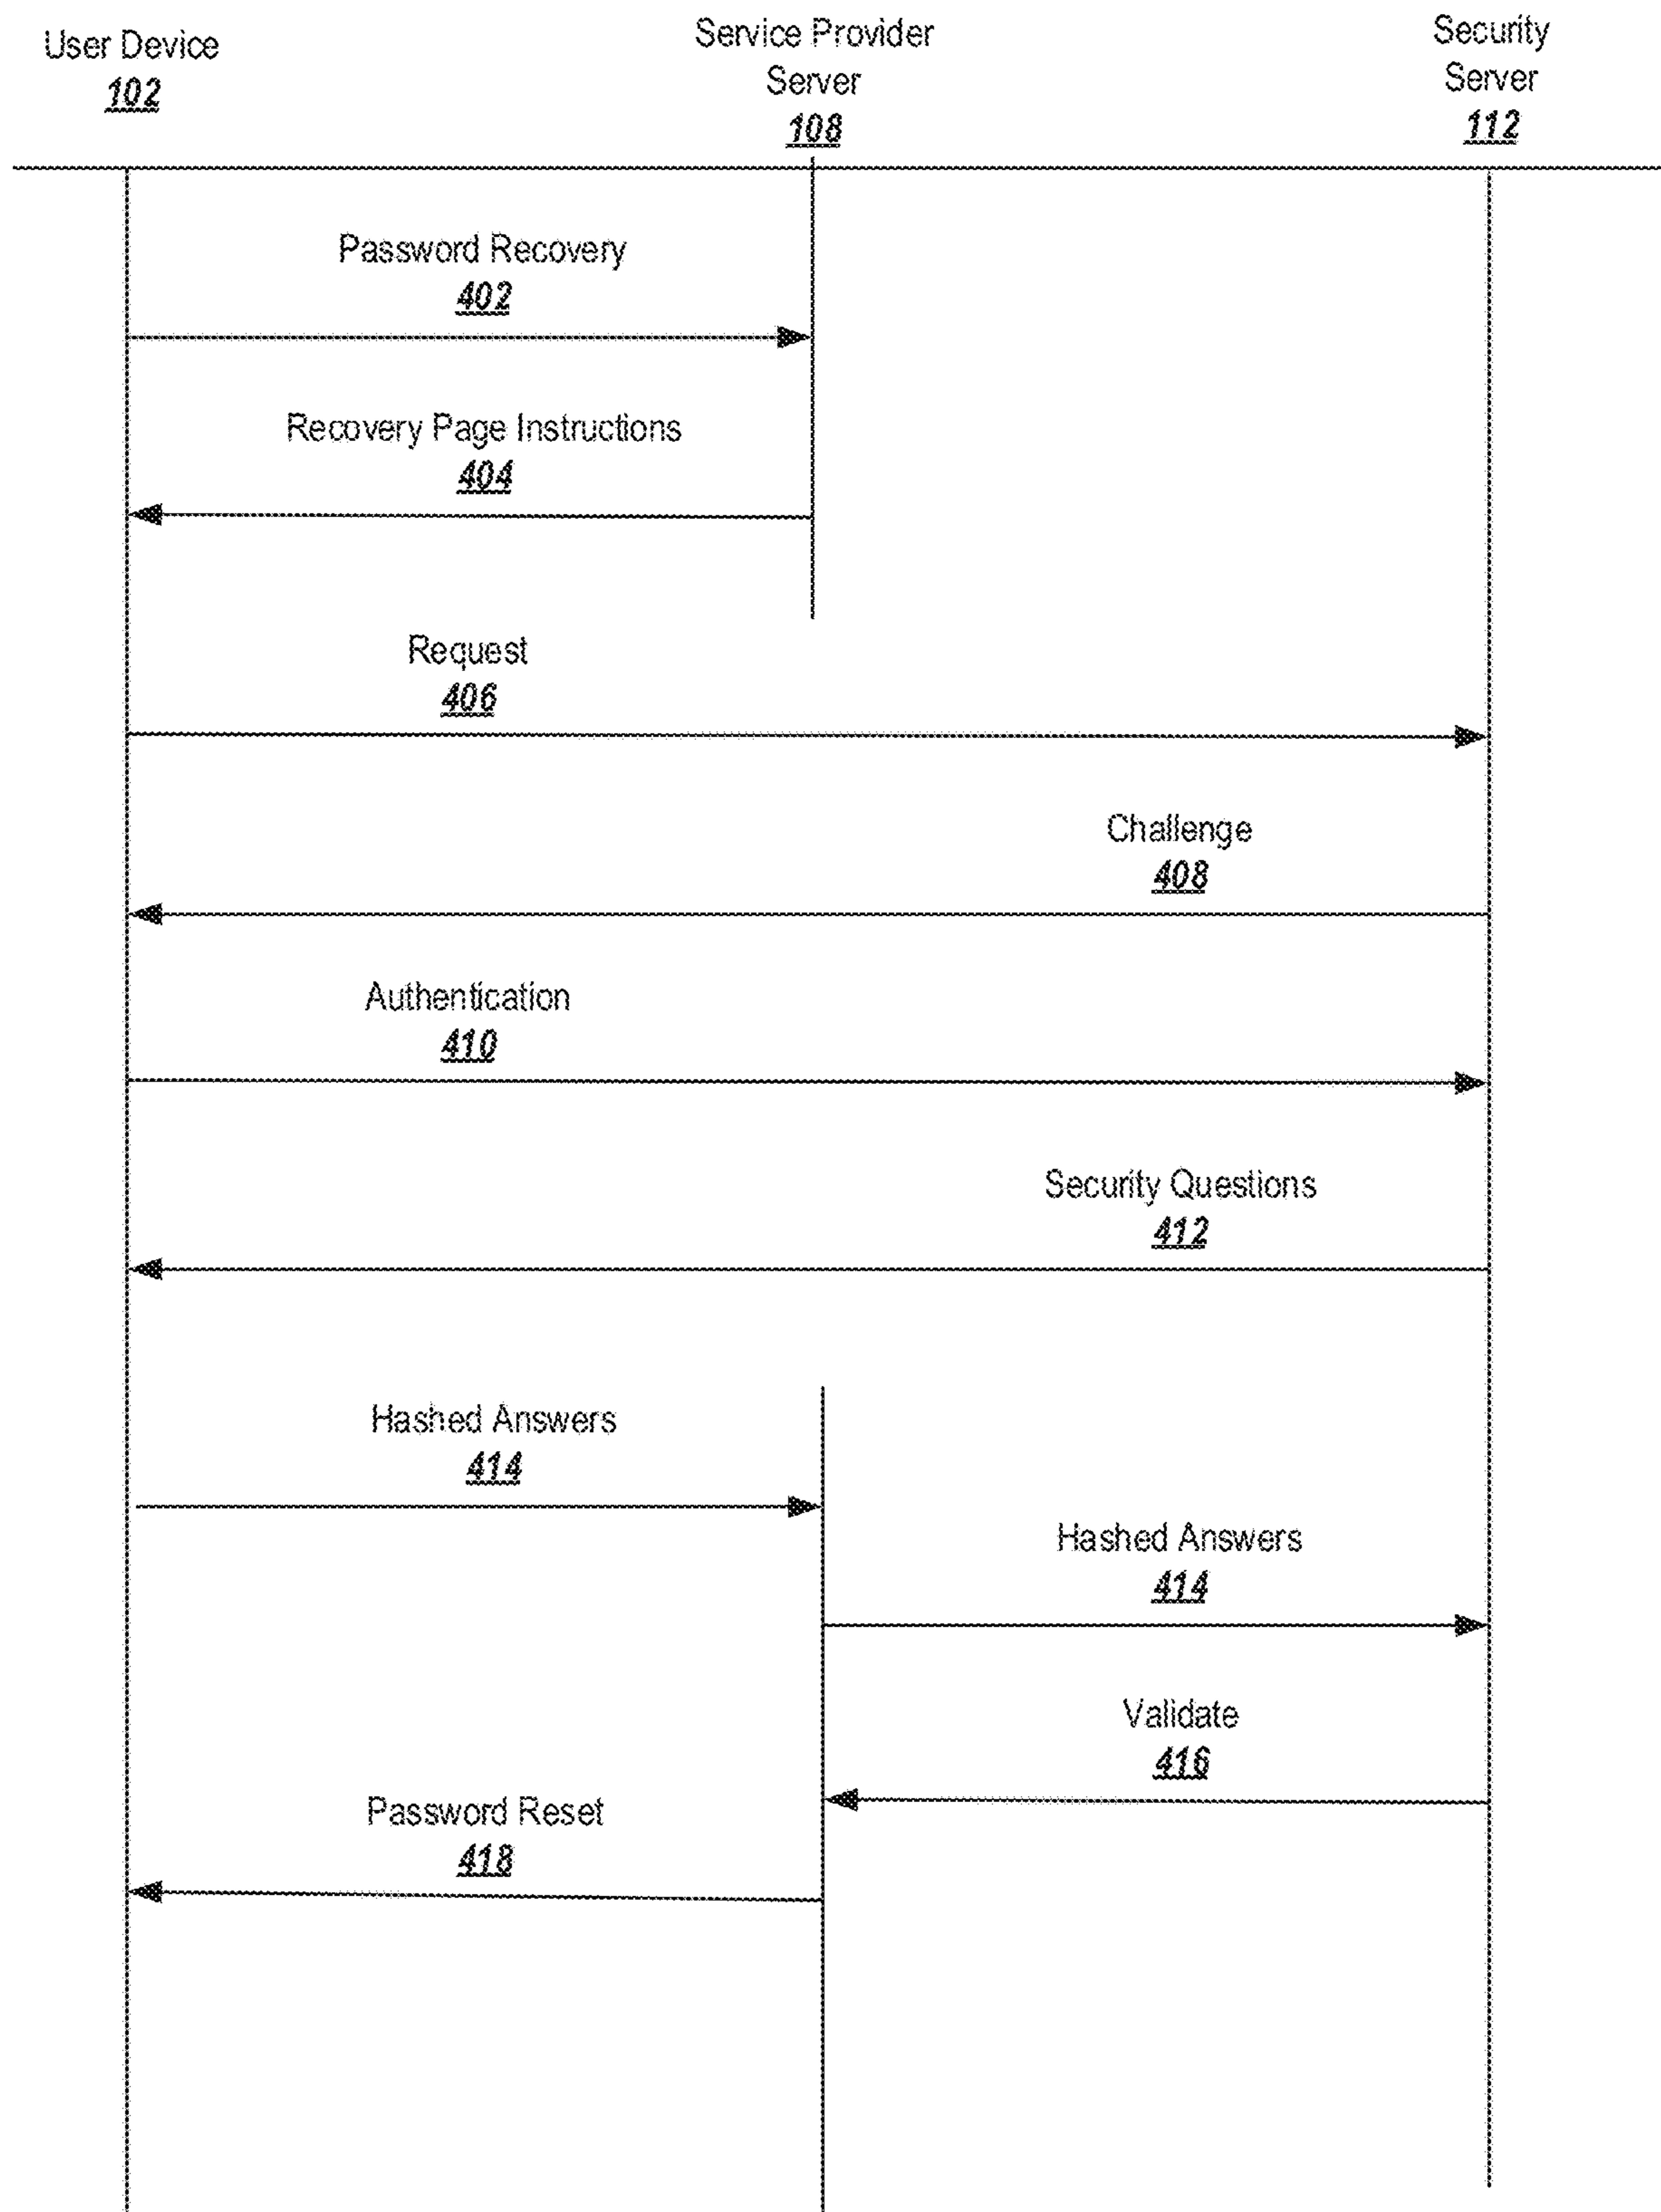 User Device
102
Service Provider
Server
108
Security
Server
112
Password Recovery
402
Recovery Page Instructions
404
Request
406
Challenge
408
Authentication
410
Security Questions
412
Hashed Answers
414
Hashed Answers
414
Validate
416
Password Reset
418